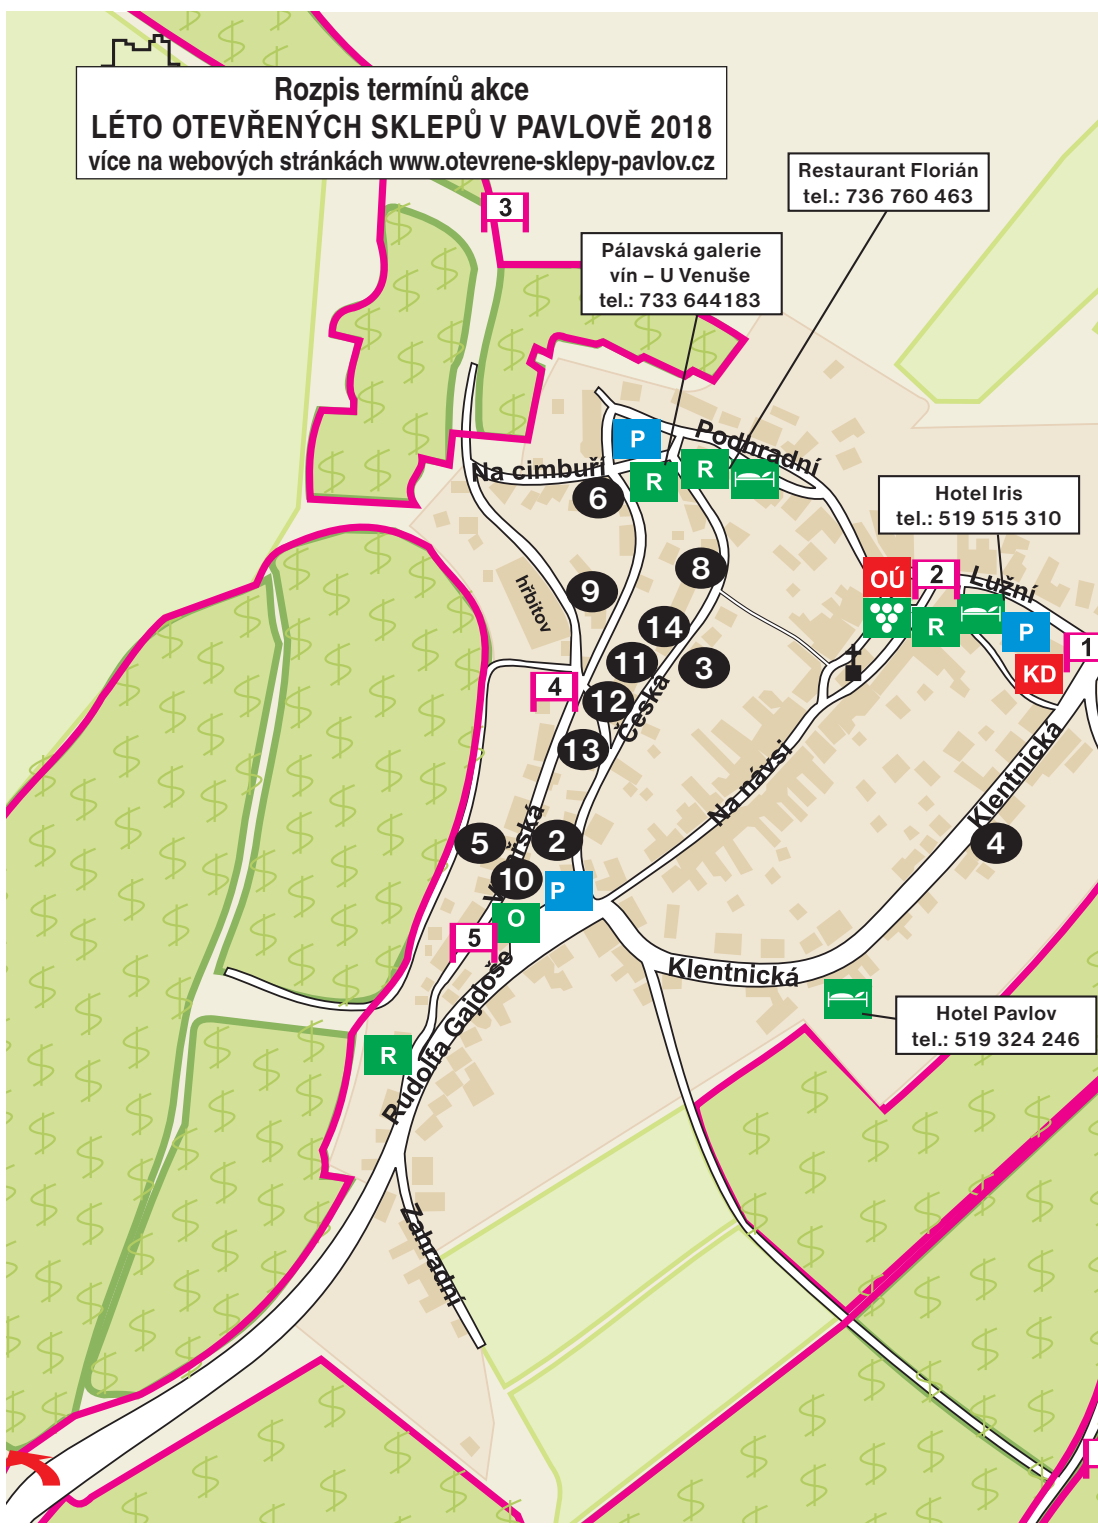 Rozpis termínů akce
LÉTO OTEVŘENÝCH SKLEPŮ V PAVLOVĚ 2018
více na webových stránkách www.otevrene-sklepy-pavlov.cz
Restaurant Florián
tel.: 736 760 463
3
Pálavská galerie
vín – U Venuše
tel.: 733 644183
P
Podhradní
Na cimbuří
R
R
6
Hotel Iris
tel.: 519 515 310
8
OÚ
2
Lužní
9
hřbitov
14
R
P
1
11
3
KD
4
12
Česká
13
Na návsi
Klentnická
5
2
4
10
P
O
5
Klentnická
Rudolfa Gajdoše
Hotel Pavlov
tel.: 519 324 246
R
Zahradní